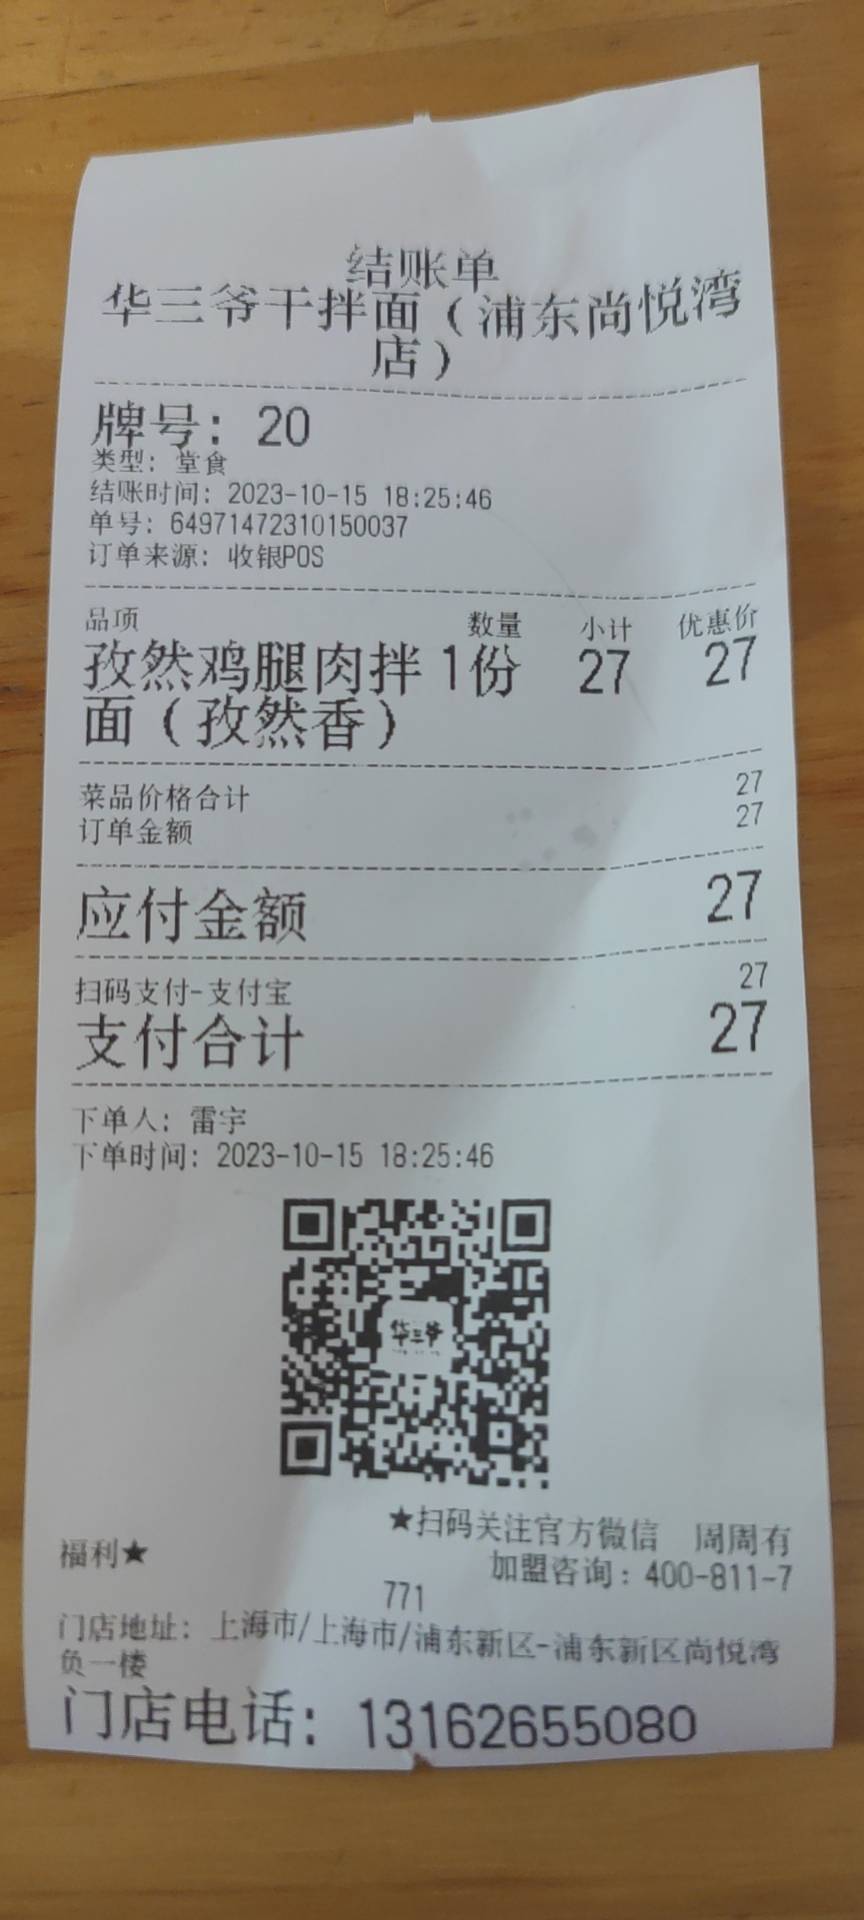 结账单
华三爷干拌面（浦东尚悦湾
店）
牌号：20
类型：堂食
结账时间：2023-10-15 18:25:46
单号：64971472310150037
订单来源：收银POS
品项 数量 小计 优惠价
孜然鸡腿肉拌 1份 27 27
面（孜然香）
菜品价格合计 27
订单金额 27
应付金额 27
扫码支付-支付宝 27
支付合计 27
下单人：雷宇
下单时间：2023-10-15 18:25:46
华三爷
★扫码关注官方微信 周周有
福利★
加盟咨询：400-811-7
771
门店地址：上海市/上海市/浦东新区-浦东新区尚悦湾
负一楼
门店电话：13162655080